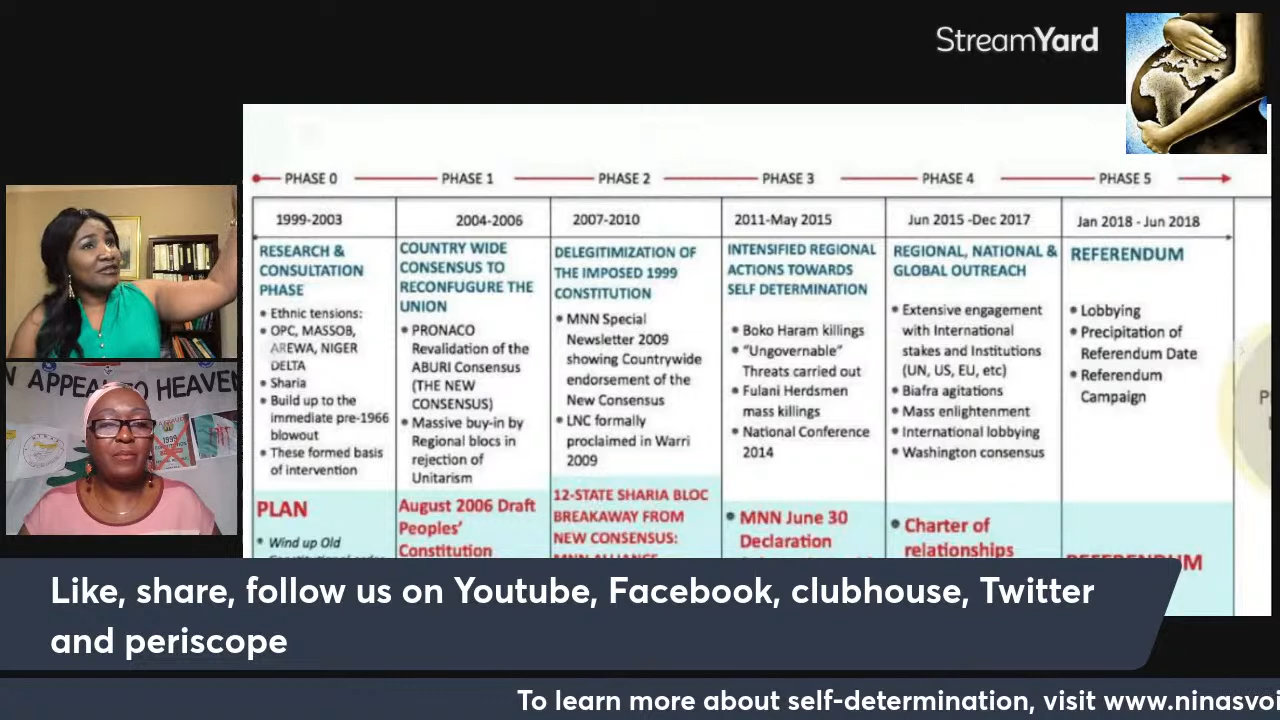 StreamYard
PHASE 0
PHASE 1
PHASE 2
PHASE 3
PHASE 4
PHASE 5
1999-2003
2004-2006
2007-2010
2011-May 2015
Jun 2015 -Dec 2017
Jan 2018 - Jun 2018
RESEARCH &
CONSULTATION
PHASE
• Ethnic tensions:
• OPC, MASSOB,
AREWA, NIGER
DELTA
• Sharia
• Build up to the
immediate pre-1966
blowout
• These formed basis
of intervention
PLAN
• Wind up Old
COUNTRY WIDE
CONSENSUS TO
RECONFUGURE THE
UNION
• PRONACO
Revalidation of the
ABURI Consensus
(THE NEW
CONSENSUS)
• Massive buy-in by
Regional blocs in
rejection of
Unitarism
August 2006 Draft
Peoples’
Constitution
DELEGITIMIZATION OF
THE IMPOSED 1999
CONSTITUTION
• MNN Special
Newsletter 2009
showing Countrywide
endorsement of the
New Consensus
• LNC formally
proclaimed in Warri
2009
12-STATE SHARIA BLOC
BREAKAWAY FROM
NEW CONSENSUS:
MNN ALLIANCE
INTENSIFIED REGIONAL
ACTIONS TOWARDS
SELF DETERMINATION
• Boko Haram killings
• “Ungovernable”
Threats carried out
• Fulani Herdsmen
mass killings
• National Conference
2014
• MNN June 30
Declaration
REGIONAL, NATIONAL &
GLOBAL OUTREACH
• Extensive engagement
with International
stakes and Institutions
(UN, US, EU, etc)
• Biafra agitations
• Mass enlightenment
• International lobbying
• Washington consensus
• Charter of
relationships
REFERENDUM
• Lobbying
• Precipitation of
Referendum Date
• Referendum
Campaign
REFERENDUM
N APPEAL TO HEAVEN
1999
Like, share, follow us on Youtube, Facebook, clubhouse, Twitter
and periscope
To learn more about self-determination, visit www.ninasvoi